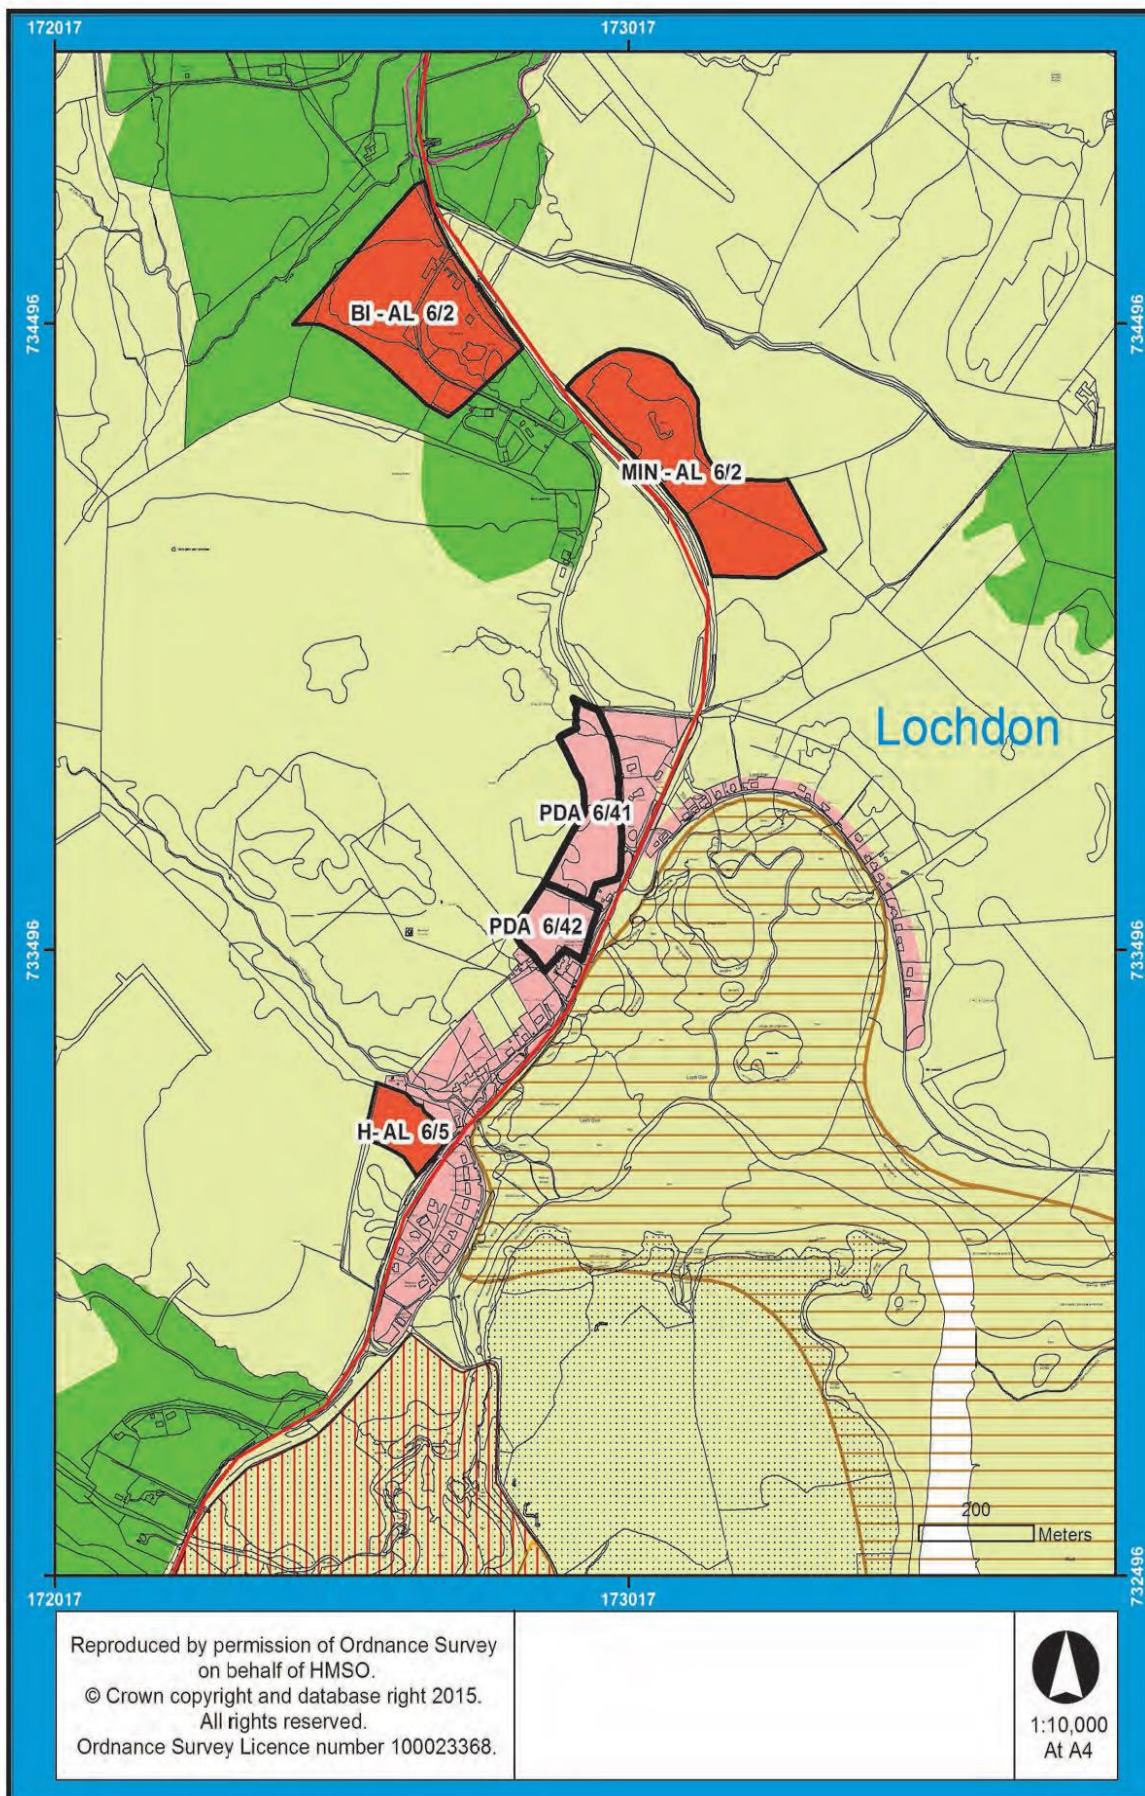 172017 173017
BI - AL 6/2
734496 734496
MIN - AL 6/2
Lochdon
PDA 6/41
PDA 6/42
733496 733496
H- AL 6/5
200
Meters
732496
172017 173017
Reproduced by permission of Ordnance Survey
on behalf of HMSO.
© Crown copyright and database right 2015.
All rights reserved.
Ordnance Survey Licence number 100023368.
1:10,000
At A4